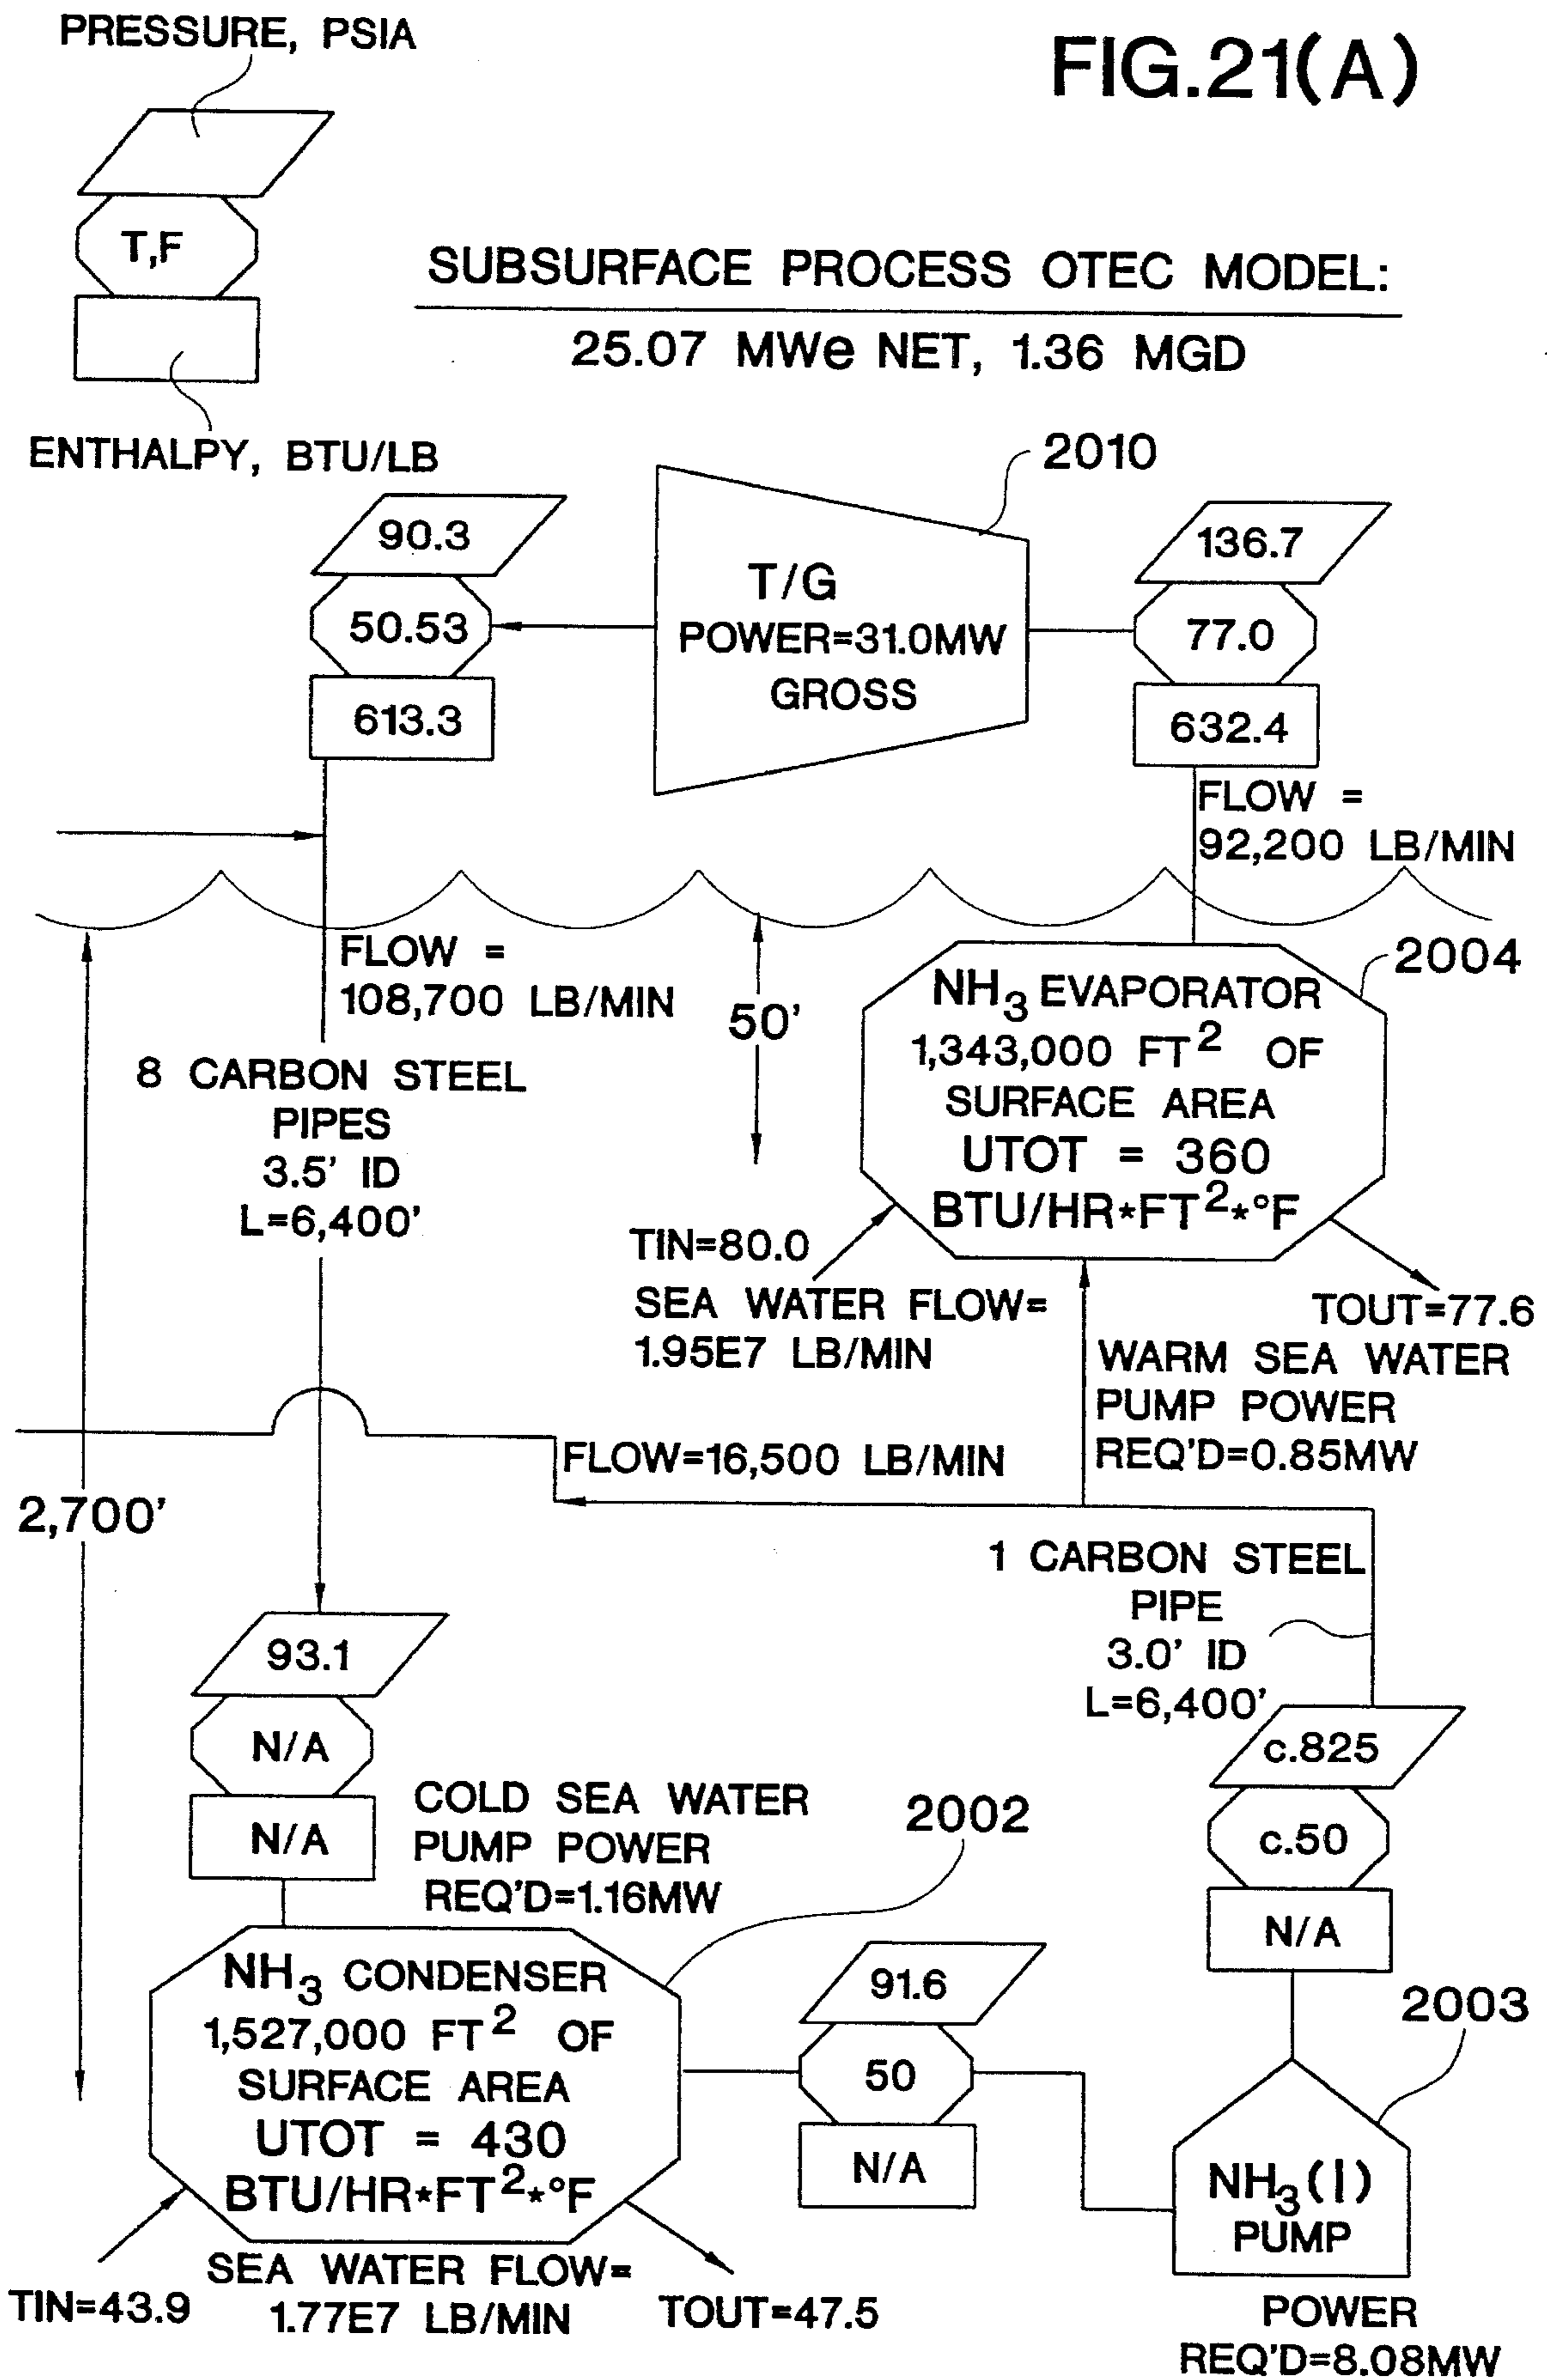 PRESSURE, PSIA
FIG.21(A)
T,F
ENTHALPY, BTU/LB
SUBSURFACE PROCESS OTEC MODEL:
25.07 MWe NET, 1.36 MGD
2010
90.3
50.53
613.3
T/G
POWER=31.0MW
GROSS
136.7
77.0
632.4
FLOW =
92,200 LB/MIN
FLOW =
108,700 LB/MIN
8 CARBON STEEL
PIPES
3.5' ID
L=6,400'
50'
2004
NH3 EVAPORATOR
1,343,000 FT2 OF
SURFACE AREA
UTOT = 360
BTU/HR*FT2*°F
TIN=80.0
SEA WATER FLOW=
1.95E7 LB/MIN
TOUT=77.6
WARM SEA WATER
PUMP POWER
REQ'D=0.85MW
FLOW=16,500 LB/MIN
2,700'
1 CARBON STEEL
PIPE
3.0' ID
L=6,400'
93.1
N/A
N/A
COLD SEA WATER
PUMP POWER
REQ'D=1.16MW
2002
c.825
c.50
N/A
NH3 CONDENSER
1,527,000 FT2 OF
SURFACE AREA
UTOT = 430
BTU/HR*FT2*°F
91.6
50
N/A
2003
NH3(l)
PUMP
TIN=43.9
SEA WATER FLOW=
1.77E7 LB/MIN
TOUT=47.5
POWER
REQ'D=8.08MW